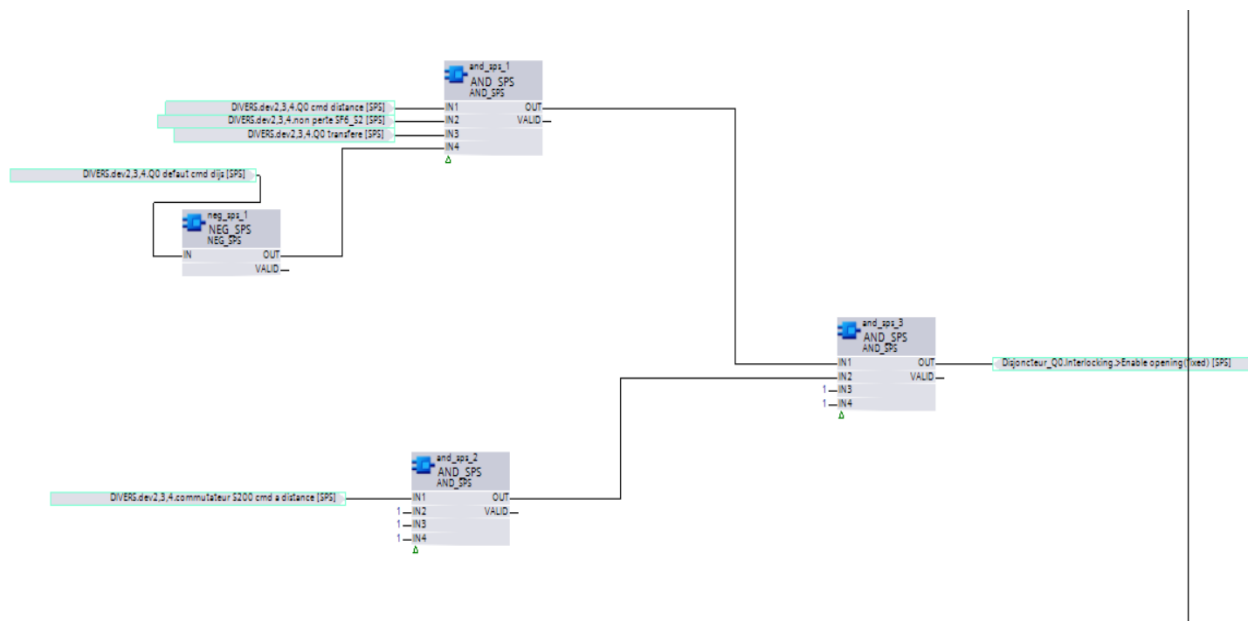 and_sps_1
AND_SPS
AND_SPS
DIVERS.dev2,3,4.Q0 cmd distance [SPS]
IN1 OUT
DIVERS.dev2,3,4.non perte SF6_S2 [SPS]
IN2 VALID
DIVERS.dev2,3,4.Q0 transfere [SPS]
IN3
IN4
DIVERS.dev2,3,4.Q0 defaut cmd dijs [SPS]
neg_sps_1
NEG_SPS
NEG_SPS
IN OUT
VALID
and_sps_3
AND_SPS
AND_SPS
IN1 OUT
Disjoncteur_Q0.Interlocking.>Enable opening(fixed) [SPS]
IN2 VALID
1 IN3
1 IN4
and_sps_2
AND_SPS
AND_SPS
DIVERS.dev2,3,4.commutateur S200 cmd a distance [SPS]
IN1 OUT
1 IN2 VALID
1 IN3
1 IN4